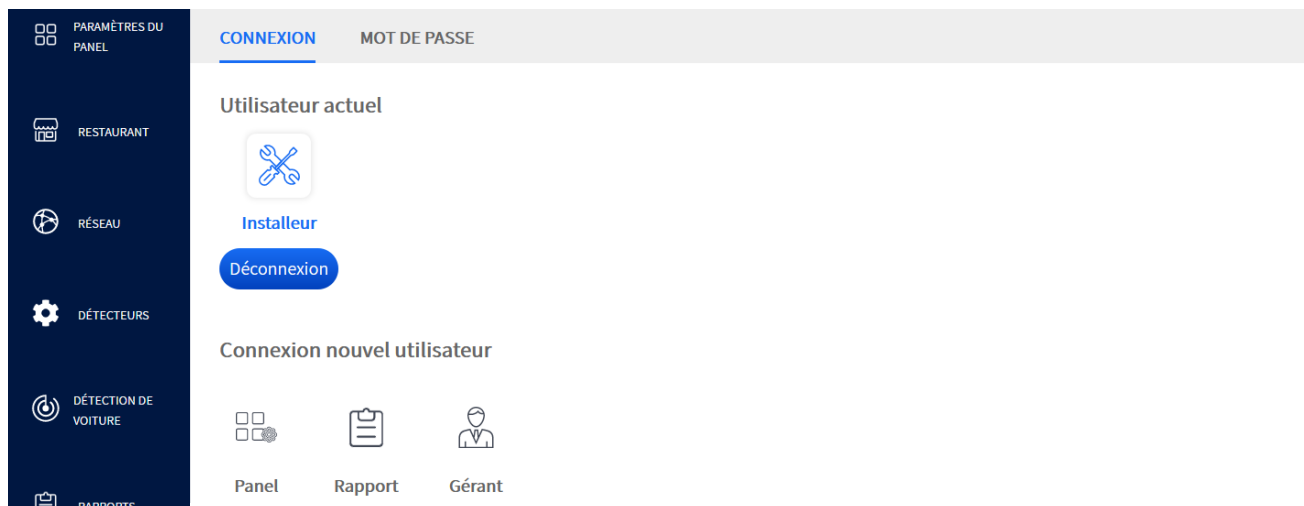 PARAMÈTRES DU
PANEL
RESTAURANT
RÉSEAU
DÉTECTEURS
DÉTECTION DE
VOITURE
RAPPORTS
CONNEXION MOT DE PASSE
Utilisateur actuel
Installeur
Déconnexion
Connexion nouvel utilisateur
Panel Rapport Gérant